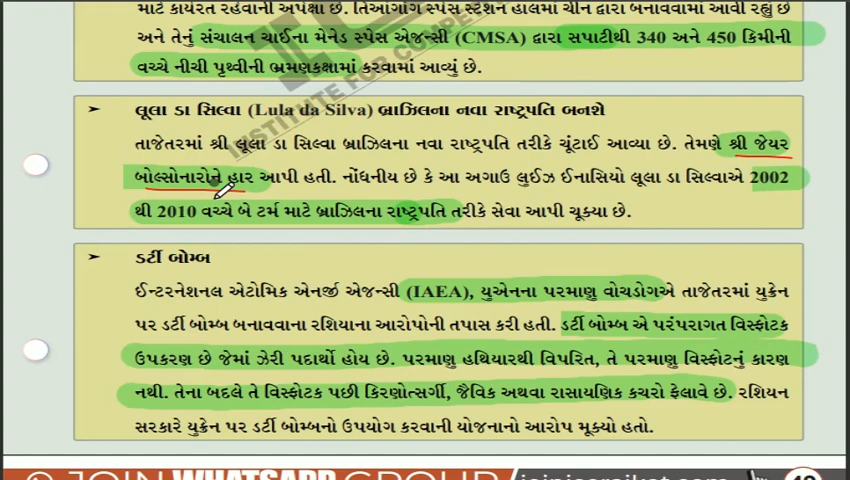 માટે કાર્યરત રહેવાની અપેક્ષા છે. તિઆંગોંગ સ્પેસ સ્ટેશન હાલમાં ચીન દ્વારા બનાવવામાં આવી રહ્યું છે
અને તેનું સંચાલન ચાઈના મેનેડ સ્પેસ એજન્સી (CMSA) દ્વારા સપાટીથી 340 અને 450 કિમીની
વચ્ચે નીચી પૃથ્વીની ભ્રમણકક્ષામાં કરવામાં આવ્યું છે.
➤ લૂલા ડા સિલ્વા (Lula da Silva) બ્રાઝિલના નવા રાષ્ટ્રપતિ બનશે
તાજેતરમાં શ્રી લૂલા ડા સિલ્વા બ્રાઝિલના નવા રાષ્ટ્રપતિ તરીકે ચૂંટાઈ આવ્યા છે. તેમણે શ્રી જેયર
બોલ્સોનારોને હાર આપી હતી. નોંધનીય છે કે આ અગાઉ લુઈઝ ઈનાસિયો લૂલા ડા સિલ્વાએ 2002
થી 2010 વચ્ચે બે ટર્મ માટે બ્રાઝિલના રાષ્ટ્રપતિ તરીકે સેવા આપી ચૂક્યા છે.
➤ ડર્ટી બોમ્બ
ઈન્ટરનેશનલ એટોમિક એનર્જી એજન્સી (IAEA), યુએનના પરમાણુ વોચડોગએ તાજેતરમાં યુક્રેન
પર ડર્ટી બોમ્બ બનાવવાના રશિયાના આરોપોની તપાસ કરી હતી. ડર્ટી બોમ્બ એ પરંપરાગત વિસ્ફોટક
ઉપકરણ છે જેમાં ઝેરી પદાર્થો હોય છે. પરમાણુ હથિયારથી વિપરિત, તે પરમાણુ વિસ્ફોટનું કારણ
નથી. તેના બદલે તે વિસ્ફોટક પછી કિરણોત્સર્ગી, જૈવિક અથવા રાસાયણિક કચરો ફેલાવે છે. રશિયન
સરકારે યુક્રેન પર ડર્ટી બોમ્બનો ઉપયોગ કરવાની યોજનાનો આરોપ મૂક્યો હતો.
INSTITUTE FOR COMPE
JOIN WHATSAPP GROUP